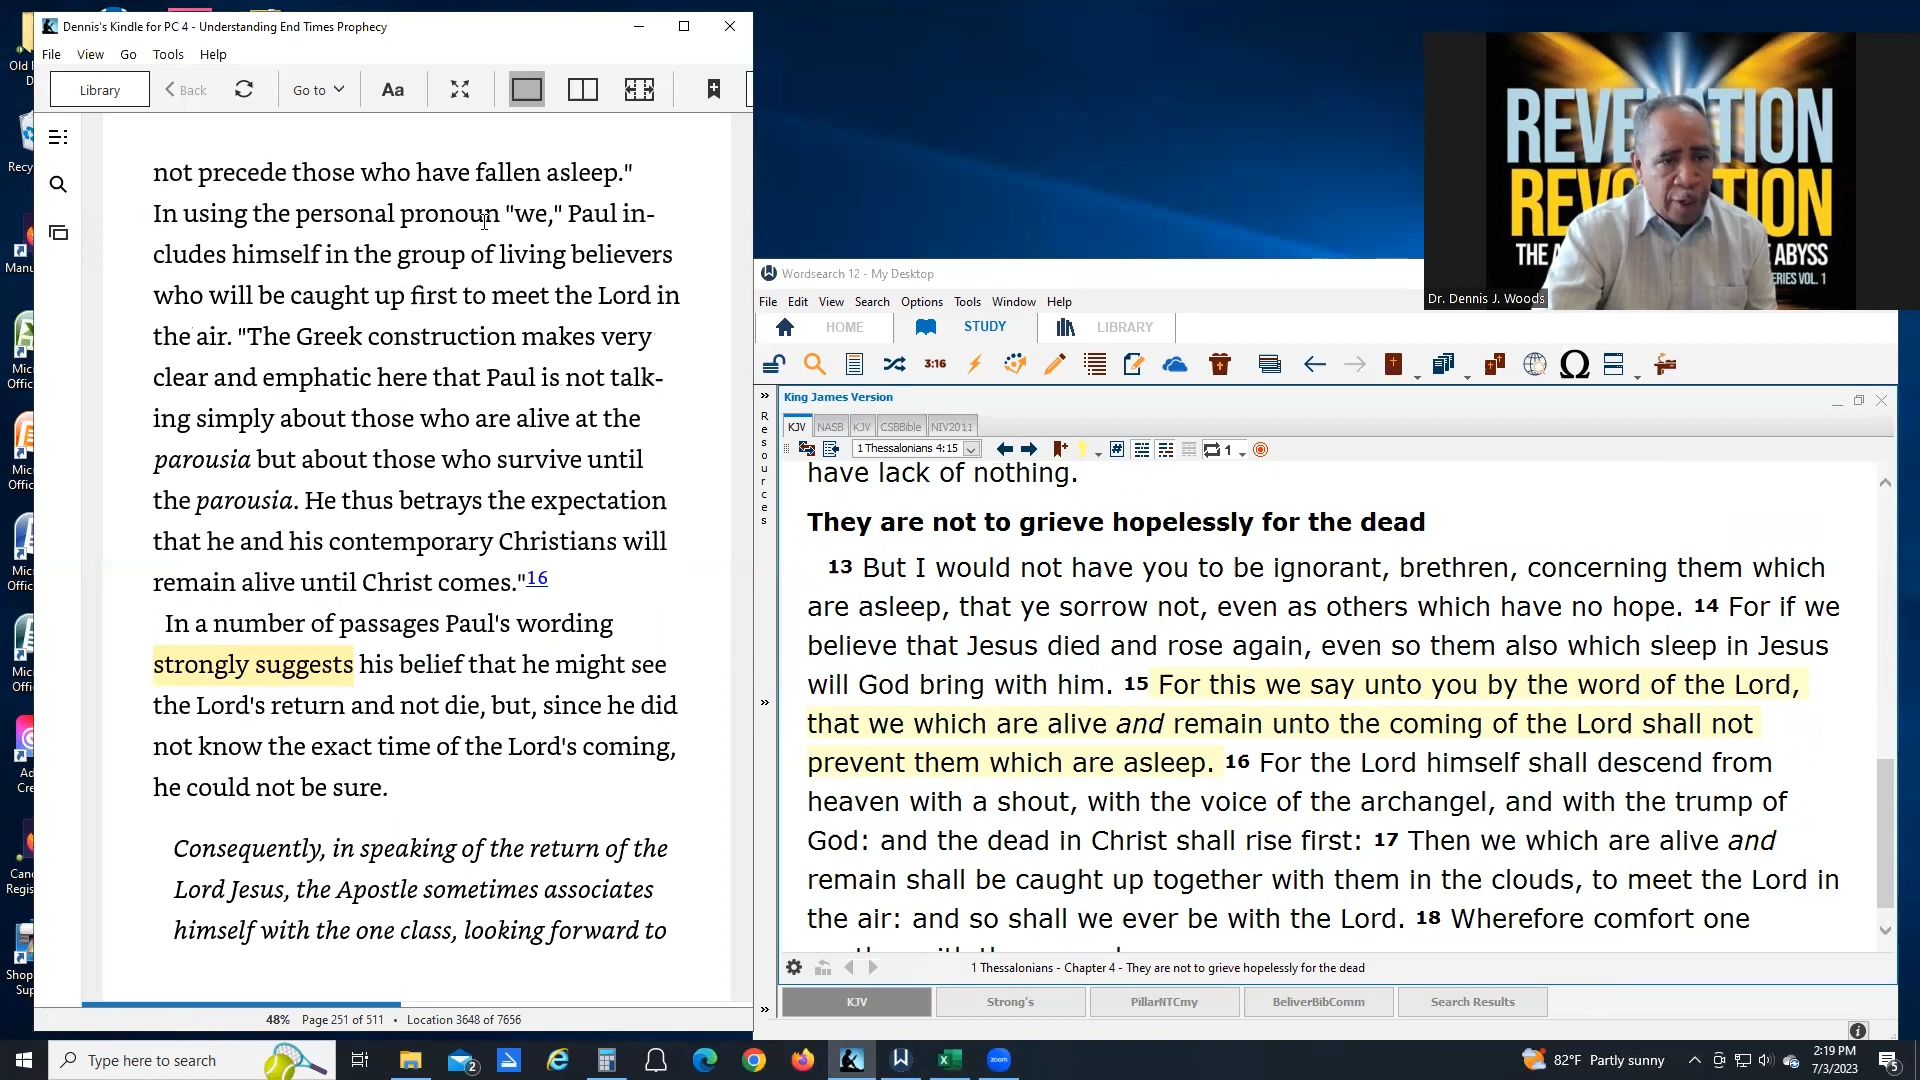 Dennis's Kindle for PC 4 - Understanding End Times Prophecy
File View Go Tools Help
Library Back Go to Aa
not precede those who have fallen asleep."
In using the personal pronoun "we," Paul in-
cludes himself in the group of living believers
who will be caught up first to meet the Lord in
the air. "The Greek construction makes very
clear and emphatic here that Paul is not talk-
ing simply about those who are alive at the
parousia but about those who survive until
the parousia. He thus betrays the expectation
that he and his contemporary Christians will
remain alive until Christ comes."16
In a number of passages Paul's wording
strongly suggests his belief that he might see
the Lord's return and not die, but, since he did
not know the exact time of the Lord's coming,
he could not be sure.
Consequently, in speaking of the return of the
Lord Jesus, the Apostle sometimes associates
himself with the one class, looking forward to
48% Page 251 of 511 • Location 3648 of 7656
Dr. Dennis J. Woods
Wordsearch 12 - My Desktop
File Edit View Search Options Tools Window Help
HOME STUDY LIBRARY
3:16
King James Version
KJV NASB KJV CSBBible NIV2011
1 Thessalonians 4:15
1
Resources
have lack of nothing.
They are not to grieve hopelessly for the dead
13 But I would not have you to be ignorant, brethren, concerning them which
are asleep, that ye sorrow not, even as others which have no hope. 14 For if we
believe that Jesus died and rose again, even so them also which sleep in Jesus
will God bring with him. 15 For this we say unto you by the word of the Lord,
that we which are alive and remain unto the coming of the Lord shall not
prevent them which are asleep. 16 For the Lord himself shall descend from
heaven with a shout, with the voice of the archangel, and with the trump of
God: and the dead in Christ shall rise first: 17 Then we which are alive and
remain shall be caught up together with them in the clouds, to meet the Lord in
the air: and so shall we ever be with the Lord. 18 Wherefore comfort one
1 Thessalonians - Chapter 4 - They are not to grieve hopelessly for the dead
KJV Strong's PillarNTCmy BeliverBibComm Search Results
Type here to search
2
82°F Partly sunny
2:19 PM
7/3/2023
5